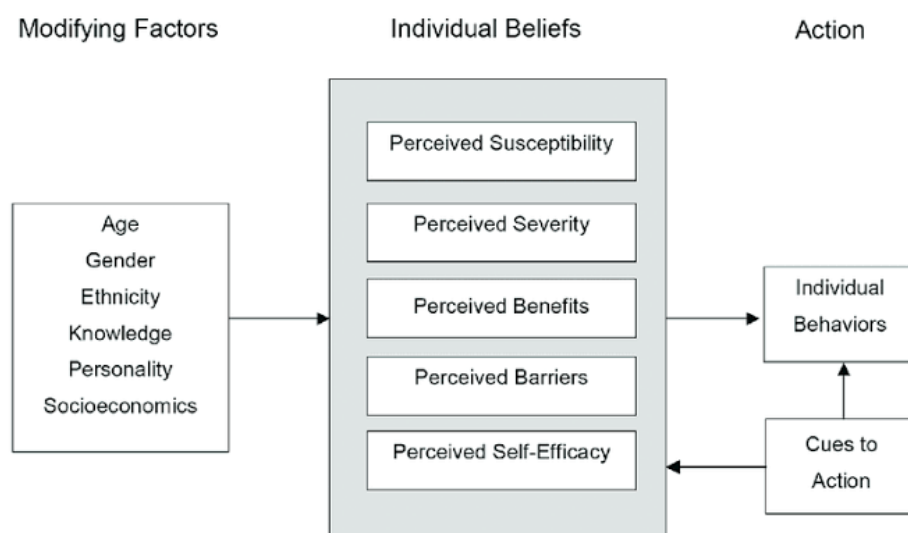 Modifying Factors
Individual Beliefs
Action
Age
Gender
Ethnicity
Knowledge
Personality
Socioeconomics
Perceived Susceptibility
Perceived Severity
Perceived Benefits
Perceived Barriers
Perceived Self-Efficacy
Individual
Behaviors
Cues to
Action